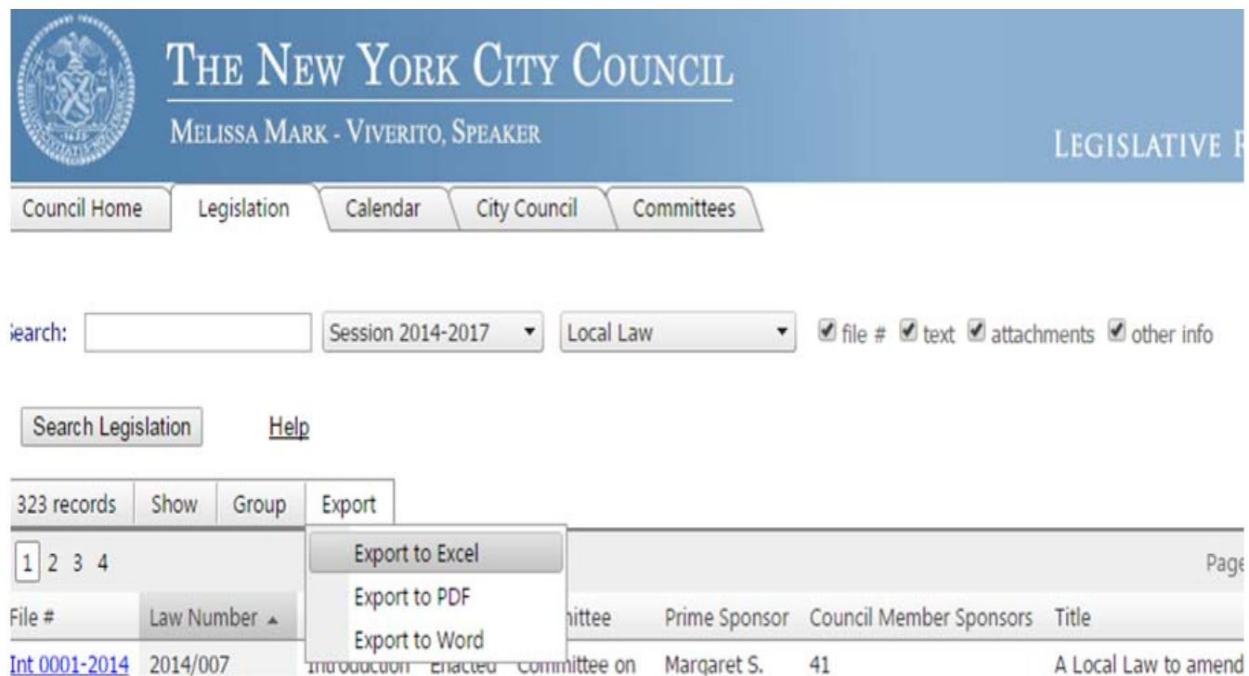 THE NEW YORK CITY COUNCIL
MELISSA MARK - VIVERITO, SPEAKER
LEGISLATIVE
Council Home Legislation Calendar City Council Committees
earch: Session 2014-2017 Local Law file # text attachments other info
Search Legislation Help
323 records Show Group Export
1 2 3 4 Export to Excel Page
Export to PDF
File # Law Number Prime Sponsor Council Member Sponsors Title
Export to Word
Int 0001-2014 2014/007 Introduction Enacted Committee on Margaret S. 41 A Local Law to amend